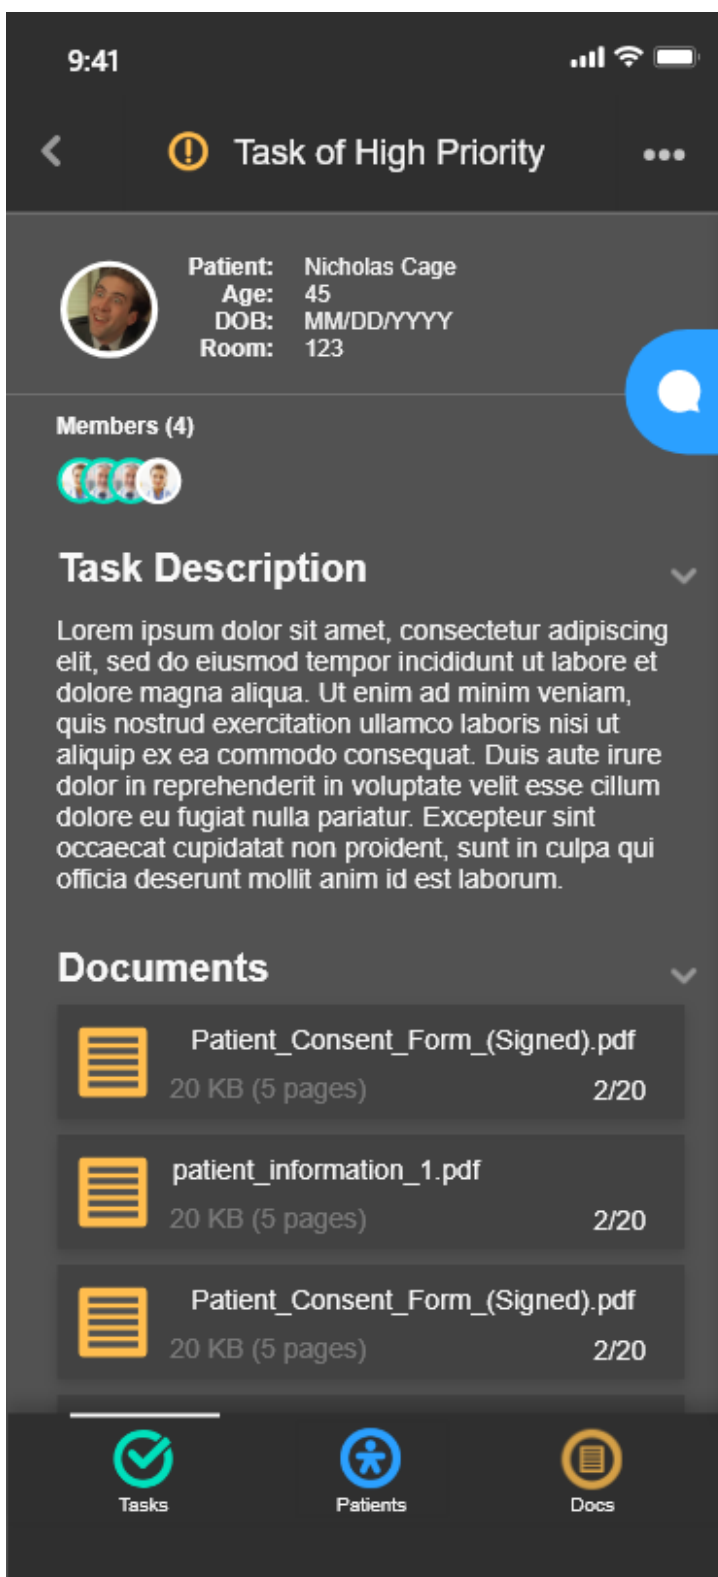 9:41
Task of High Priority
Patient: Nicholas Cage
Age: 45
DOB: MM/DD/YYYY
Room: 123
Members (4)
Task Description
Lorem ipsum dolor sit amet, consectetur adipiscing
elit, sed do eiusmod tempor incididunt ut labore et
dolore magna aliqua. Ut enim ad minim veniam,
quis nostrud exercitation ullamco laboris nisi ut
aliquip ex ea commodo consequat. Duis aute irure
dolor in reprehenderit in voluptate velit esse cillum
dolore eu fugiat nulla pariatur. Excepteur sint
occaecat cupidatat non proident, sunt in culpa qui
officia deserunt mollit anim id est laborum.
Documents
Patient_Consent_Form_(Signed).pdf
20 KB (5 pages) 2/20
patient_information_1.pdf
20 KB (5 pages) 2/20
Patient_Consent_Form_(Signed).pdf
20 KB (5 pages) 2/20
Tasks Patients Docs